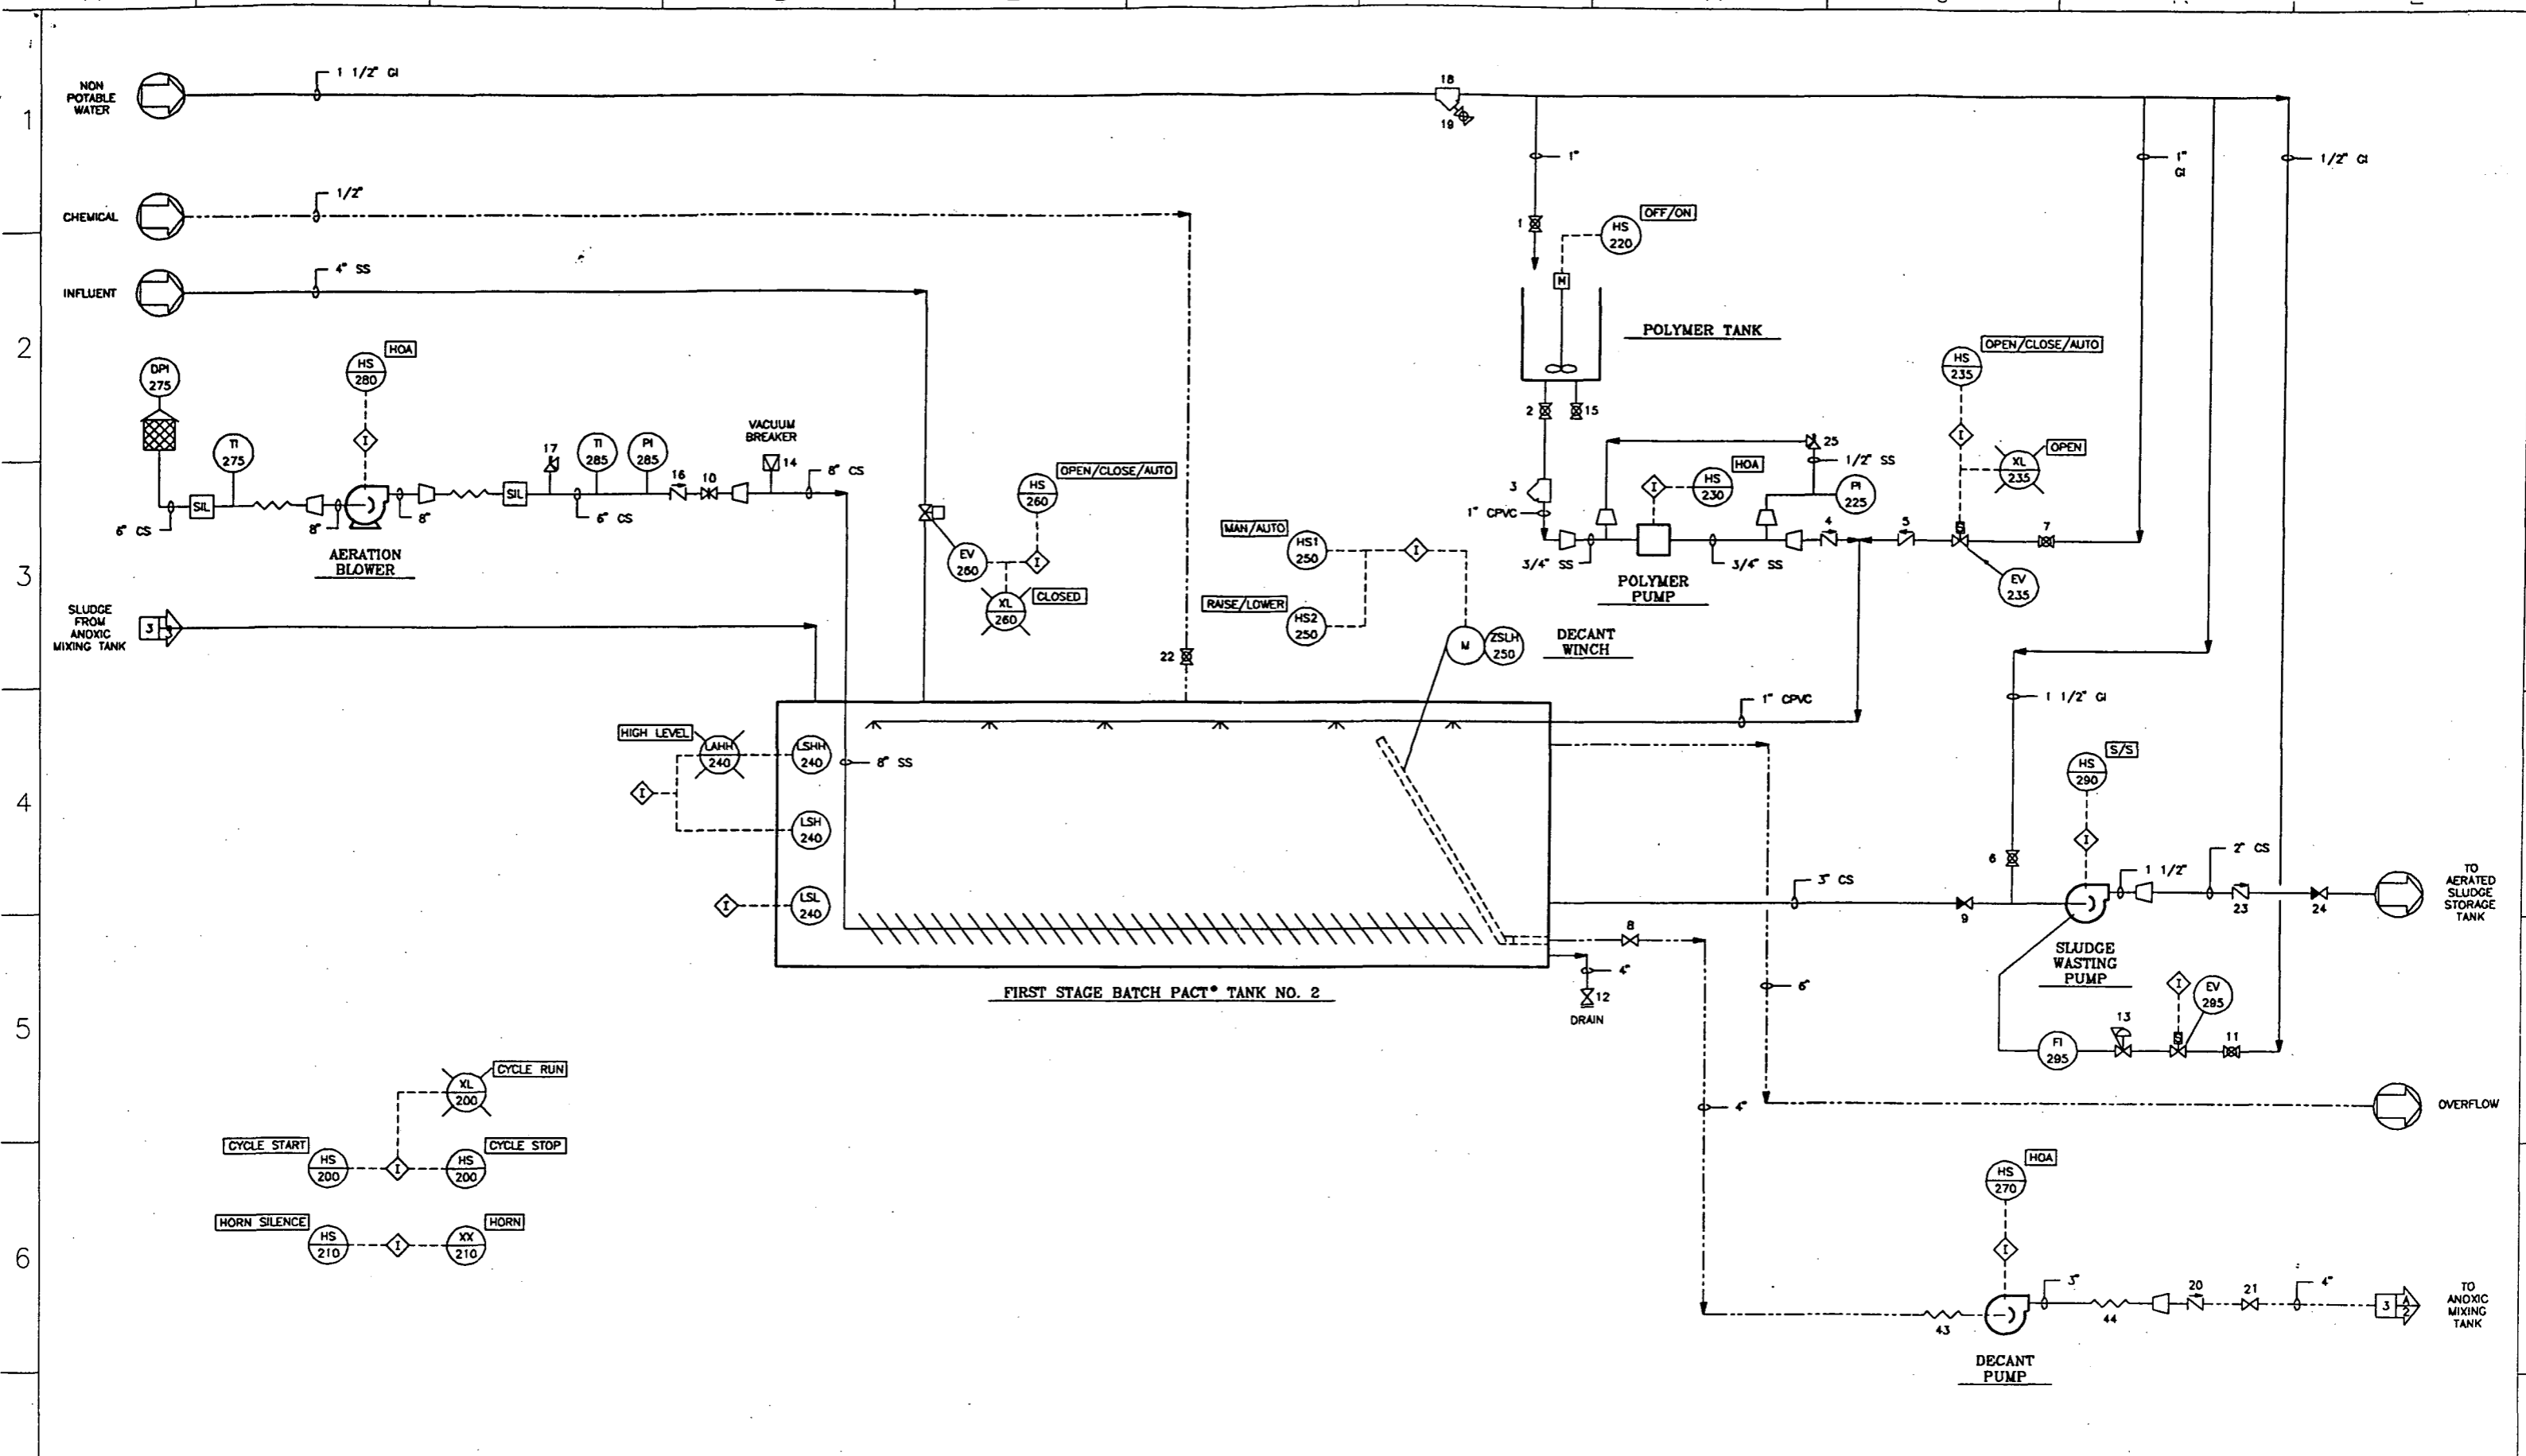 1
NON
POTABLE
WATER
1 1/2" GI
18
19
1"
1"
GI
1/2" GI
CHEMICAL
1/2"
1
HS
220
OFF/ON
M
INFLUENT
4" SS
2
POLYMER TANK
DPI
275
HS
280
HOA
HS
235
OPEN/CLOSE/AUTO
2
15
TI
275
17
TI
285
PI
285
16
10
VACUUM
BREAKER
14
8" CS
HS
260
OPEN/CLOSE/AUTO
25
1/2" SS
XL
235
OPEN
I
SIL
SIL
6" CS
8"
8"
6" CS
AERATION
BLOWER
3
1" CPVC
I
HS
230
HOA
PI
225
4
5
S
7
3/4" SS
3/4" SS
POLYMER
PUMP
EV
235
I
3
EV
260
I
XL
260
CLOSED
MAN/AUTO
HS1
250
I
RAISE/LOWER
HS2
250
M
ZSLH
250
DECANT
WINCH
SLUDGE
FROM
ANOXIC
MIXING TANK
3
22
1 1/2" GI
1" CPVC
4
HIGH LEVEL
LAHH
240
LSHH
240
8" SS
I
LSH
240
I
LSL
240
HS
290
S/S
I
6
3" CS
9
1 1/2"
2" CS
23
24
TO
AERATED
SLUDGE
STORAGE
TANK
SLUDGE
WASTING
PUMP
8
4"
12
DRAIN
6"
FIRST STAGE BATCH PACT® TANK NO. 2
5
I
EV
295
S
13
11
FI
295
4"
OVERFLOW
XL
200
CYCLE RUN
CYCLE START
HS
200
I
HS
200
CYCLE STOP
6
HORN SILENCE
HS
210
I
XX
210
HORN
HS
270
HOA
I
3"
43
44
20
21
4"
3
A
2
TO
ANOXIC
MIXING
TANK
DECANT
PUMP